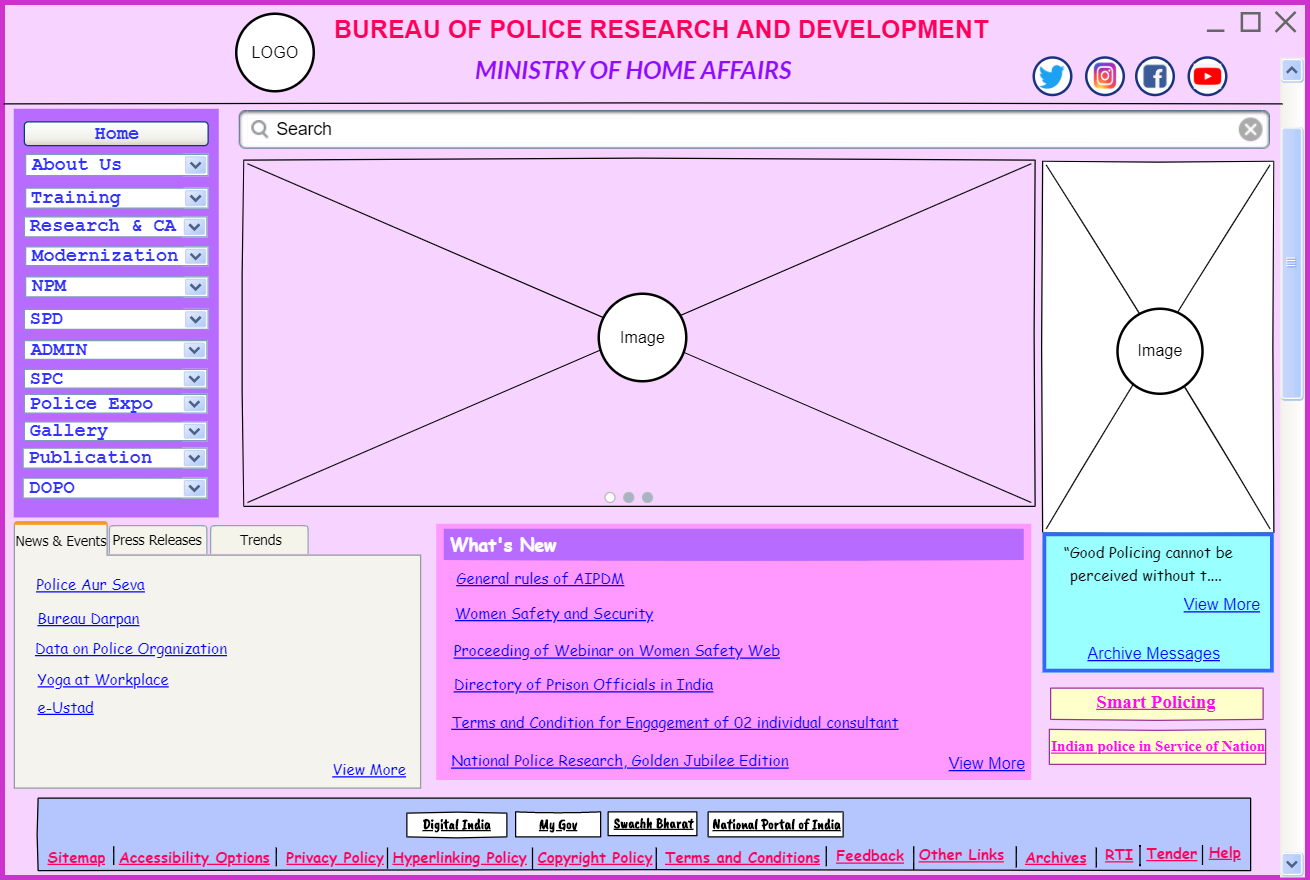 LOGO
BUREAU OF POLICE RESEARCH AND DEVELOPMENT
MINISTRY OF HOME AFFAIRS
Search
Home
About Us
Training
Research & CA
Modernization
NPM
SPD
ADMIN
SPC
Police Expo
Gallery
Publication
DOPO
Image
Image
News & Events
Press Releases
Trends
Police Aur Seva
Bureau Darpan
Data on Police Organization
Yoga at Workplace
e-Ustad
View More
What's New
General rules of AIPDM
Women Safety and Security
Proceeding of Webinar on Women Safety Web
Directory of Prison Officials in India
Terms and Condition for Engagement of 02 individual consultant
National Police Research, Golden Jubilee Edition
View More
“Good Policing cannot be
perceived without t....
View More
Archive Messages
Smart Policing
Indian police in Service of Nation
Digital India
My Gov
Swachh Bharat
National Portal of India
Sitemap | Accessibility Options | Privacy Policy | Hyperlinking Policy | Copyright Policy | Terms and Conditions | Feedback | Other Links | Archives | RTI | Tender | Help